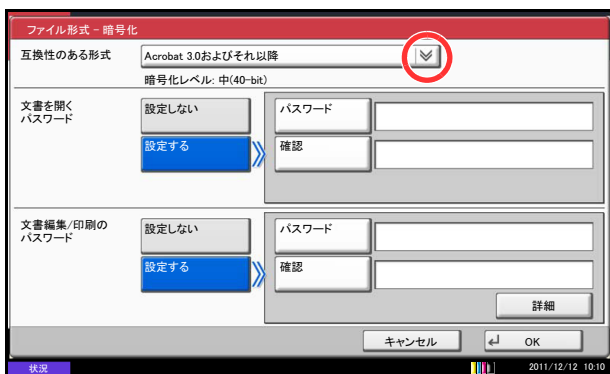 ファイル形式 - 暗号化
互換性のある形式
Acrobat 3.0およびそれ以降
暗号化レベル: 中(40-bit)
文書を開く
パスワード
設定しない
パスワード
設定する
確認
文書編集/印刷の
パスワード
設定しない
パスワード
設定する
確認
詳細
キャンセル
OK
状況
2011/12/12 10:10